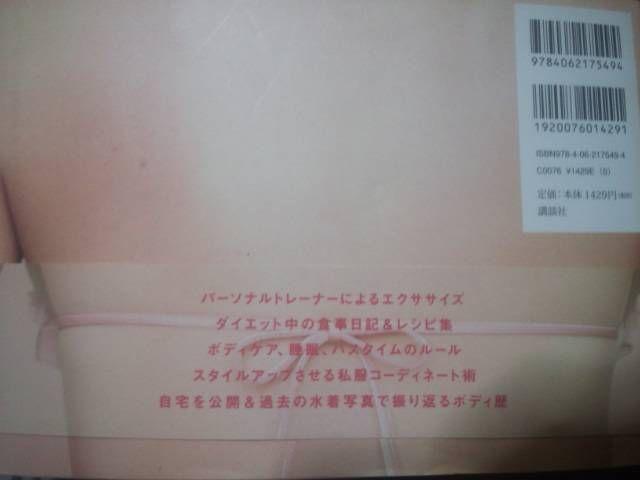 9784062175494
1920076014291
ISBN978-4-06-217549-4
C0076 ¥1429E (0)
定価:本体1429円(税別)
講談社
パーソナルトレーナーによるエクササイズ
ダイエット中の食事日記&レシピ集
ボディケア、睡眠、バスタイムのルール
スタイルアップさせる私服コーディネート術
自宅を公開&過去の水着写真で振り返るボディ歴